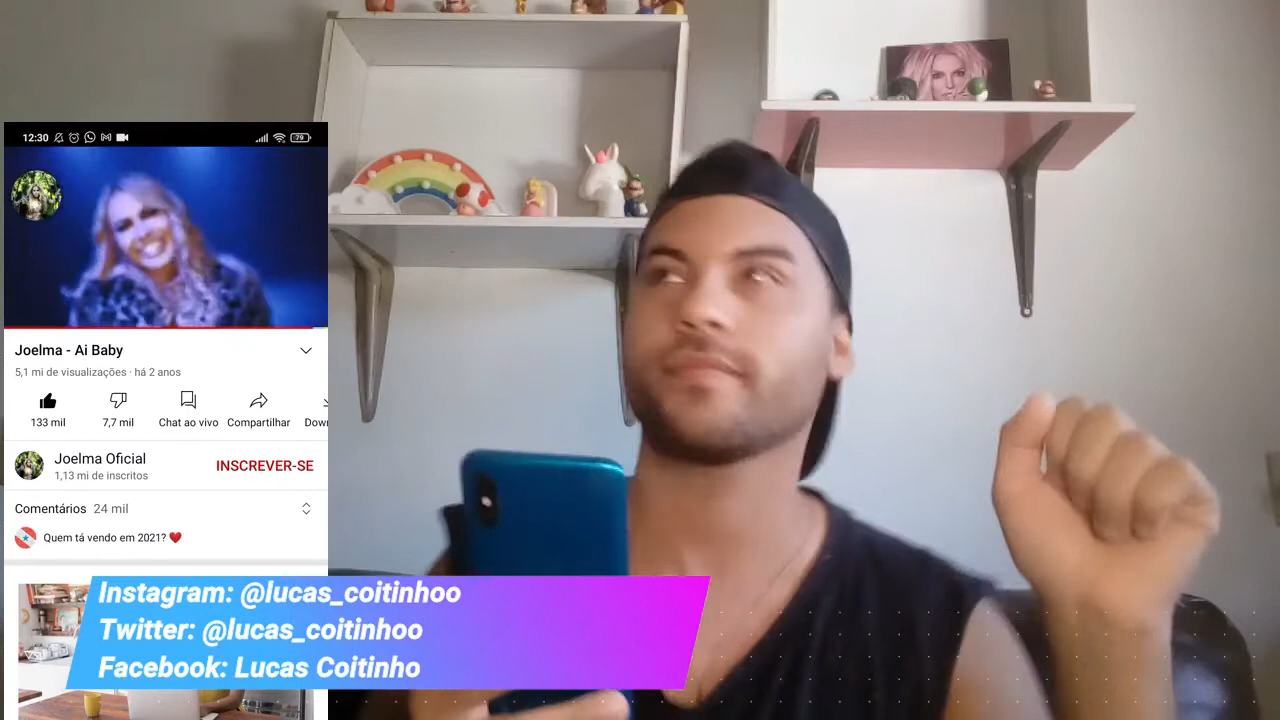 12:30
79
Joelma - Ai Baby
5,1 mi de visualizações · há 2 anos
133 mil
7,7 mil
Chat ao vivo
Compartilhar
Down
Joelma Oficial
1,13 mi de inscritos
INSCREVER-SE
Comentários 24 mil
Quem tá vendo em 2021? ❤️
Instagram: @lucas_coitinhoo
Twitter: @lucas_coitinhoo
Facebook: Lucas Coitinho